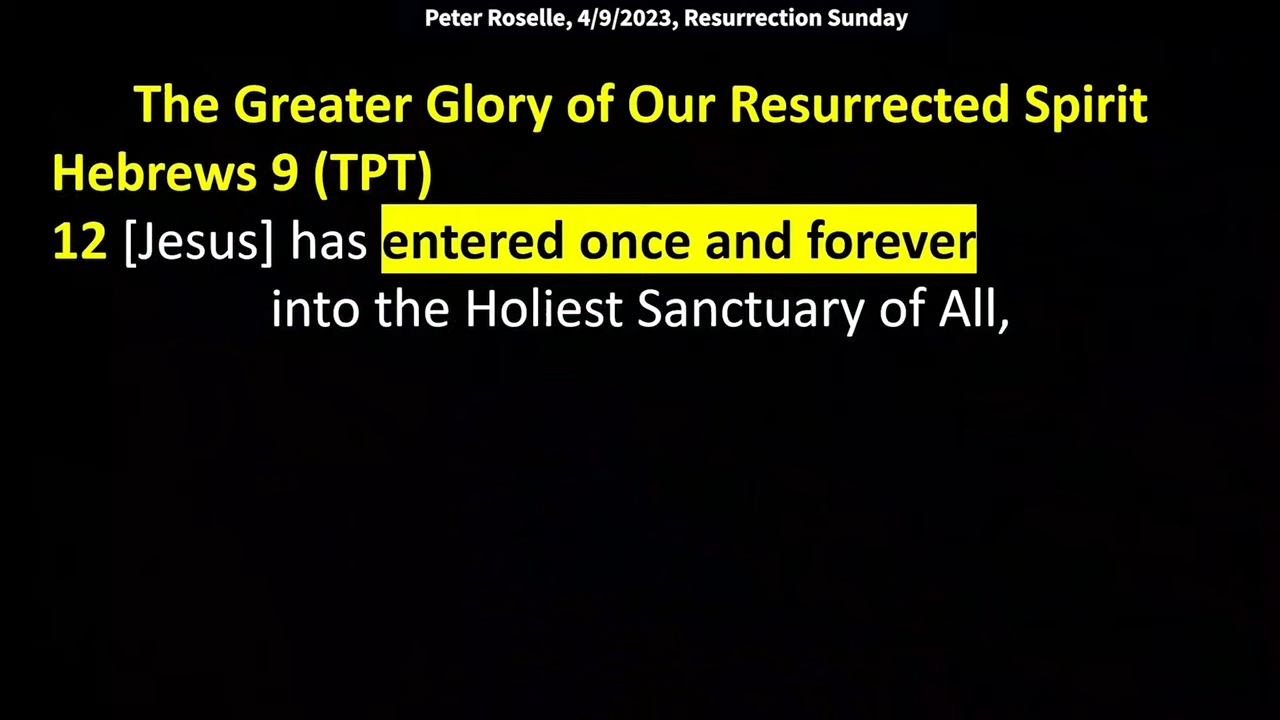 Peter Roselle, 4/9/2023, Resurrection Sunday
The Greater Glory of Our Resurrected Spirit
Hebrews 9 (TPT)
12 [Jesus] has entered once and forever
into the Holiest Sanctuary of All,